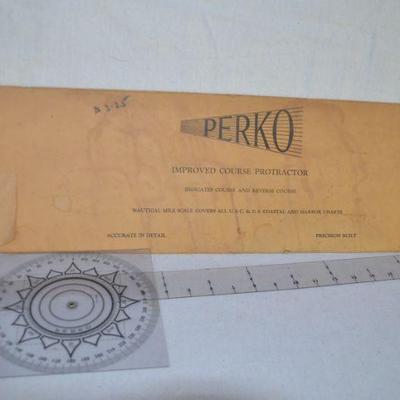 $ 3.25
PERKO
IMPROVED COURSE PROTRACTOR
INDICATES COURSE AND REVERSE COURSE
NAUTICAL MILE SCALE COVERS ALL U.S.C. & G.S. COASTAL AND HARBOR CHARTS
ACCURATE IN DETAIL PRECISION BUILT